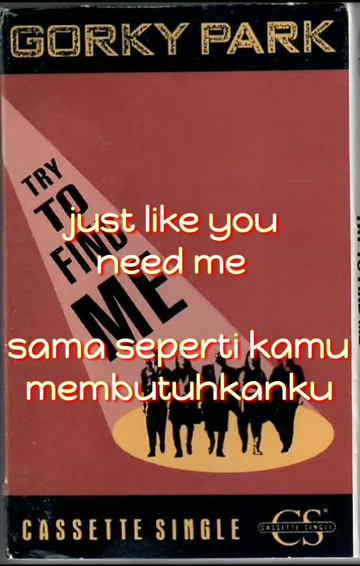 GORKY PARK
TRY
TO
FIND
ME
just like you
need me
sama seperti kamu
membutuhkanku
CASSETTE SINGLE
CS
CASSETTE SINGLE